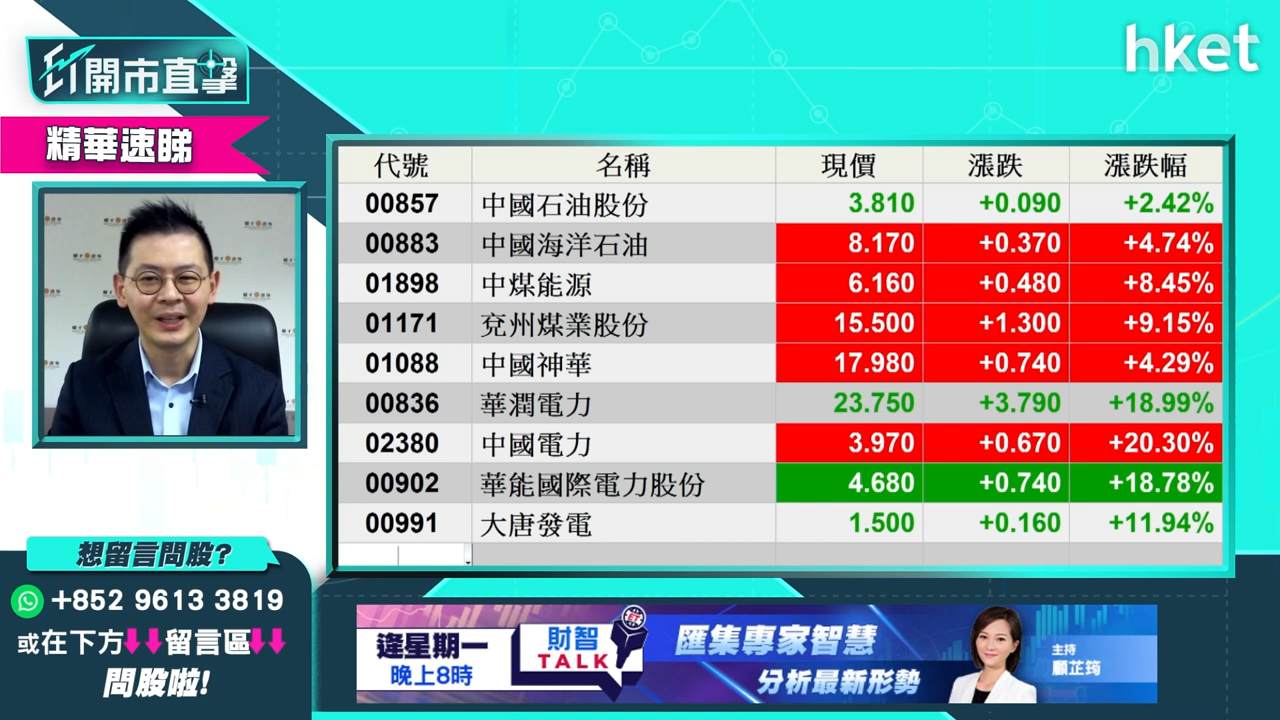 hket
ET開市直擊
精華速睇
代號 名稱 現價 漲跌 漲跌幅
00857 中國石油股份 3.810 +0.090 +2.42%
00883 中國海洋石油 8.170 +0.370 +4.74%
01898 中煤能源 6.160 +0.480 +8.45%
01171 兗州煤業股份 15.500 +1.300 +9.15%
01088 中國神華 17.980 +0.740 +4.29%
00836 華潤電力 23.750 +3.790 +18.99%
02380 中國電力 3.970 +0.670 +20.30%
00902 華能國際電力股份 4.680 +0.740 +18.78%
00991 大唐發電 1.500 +0.160 +11.94%
想留言問股?
+852 9613 3819
或在下方留言區
問股啦!
逢星期一
晚上8時
財智
TALK
ET
匯集專家智慧
分析最新形勢
主持
顧芷筠